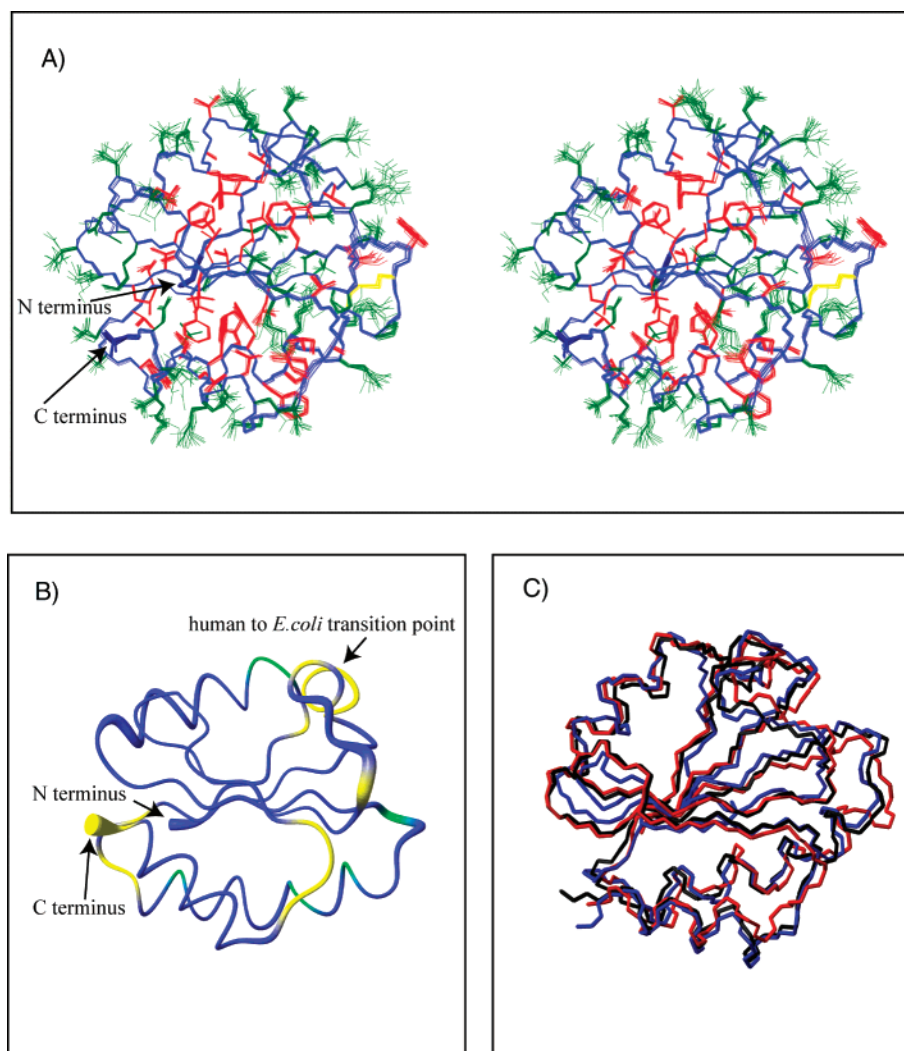 A)
N terminus
C terminus
B)
human to E.coli transition point
N terminus
C terminus
C)